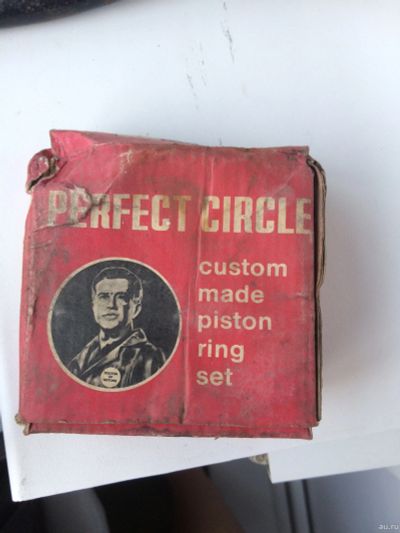 PERFECT CIRCLE
custom
made
piston
ring
set
au.ru